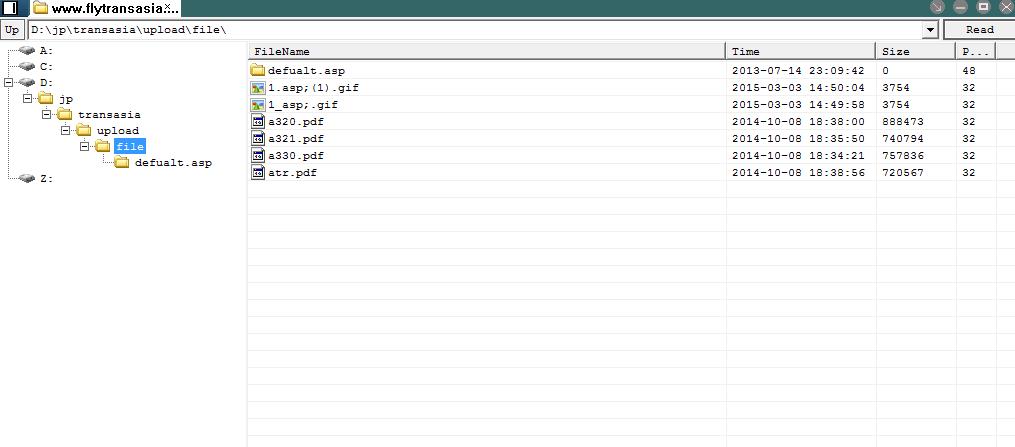 www.flytransasia.x...
Up D:\jp\transasia\upload\file\ Read
A:
C:
D:
jp
transasia
upload
file
defualt.asp
Z:
FileName Time Size P...
defualt.asp 2013-07-14 23:09:42 0 48
1.asp;(1).gif 2015-03-03 14:50:04 3754 32
1_asp;.gif 2015-03-03 14:49:58 3754 32
a320.pdf 2014-10-08 18:38:00 888473 32
a321.pdf 2014-10-08 18:35:50 740794 32
a330.pdf 2014-10-08 18:34:21 757836 32
atr.pdf 2014-10-08 18:38:56 720567 32